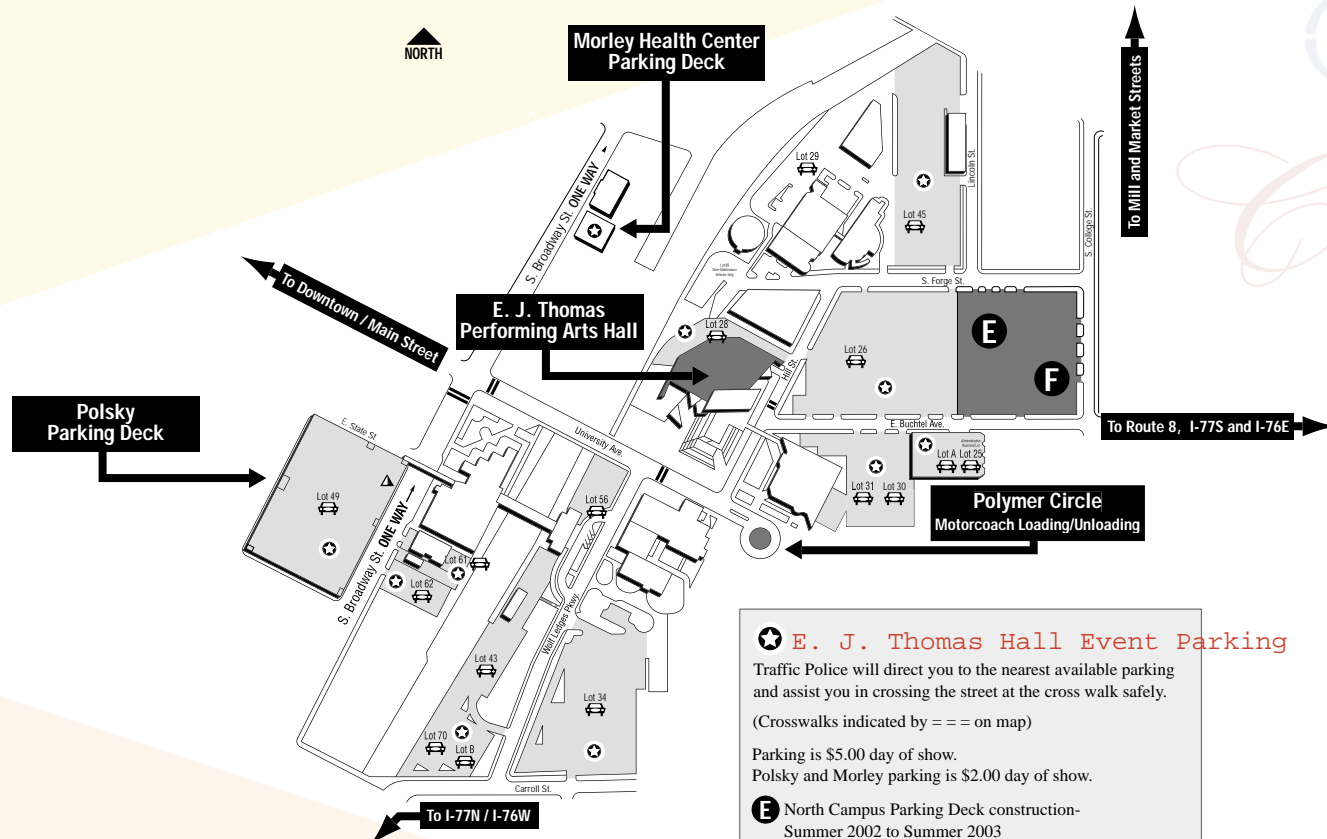 NORTH
Morley Health Center
Parking Deck
To Mill and Market Streets
S. Broadway St. ONE WAY
Lot 29
Lincoln St.
Lot 45
S. College St.
S. Forge St.
To Downtown / Main Street
E. J. Thomas
Performing Arts Hall
Lot 28
Hill St.
Lot 26
E
F
Polsky
Parking Deck
E. State St
University Ave.
E. Buchtel Ave.
To Route 8, I-77S and I-76E
Lot A Lot 25
Lot 49
Lot 56
Lot 31 Lot 30
Polymer Circle
Motorcoach Loading/Unloading
S. Broadway St. ONE WAY
Lot 61
Lot 62
Wolf Ledges Pkwy.
Lot 43
Lot 34
Lot 70
Lot B
Carroll St.
To I-77N / I-76W
E. J. Thomas Hall Event Parking
Traffic Police will direct you to the nearest available parking
and assist you in crossing the street at the cross walk safely.
(Crosswalks indicated by = = = on map)
Parking is $5.00 day of show.
Polsky and Morley parking is $2.00 day of show.
E North Campus Parking Deck construction-
Summer 2002 to Summer 2003